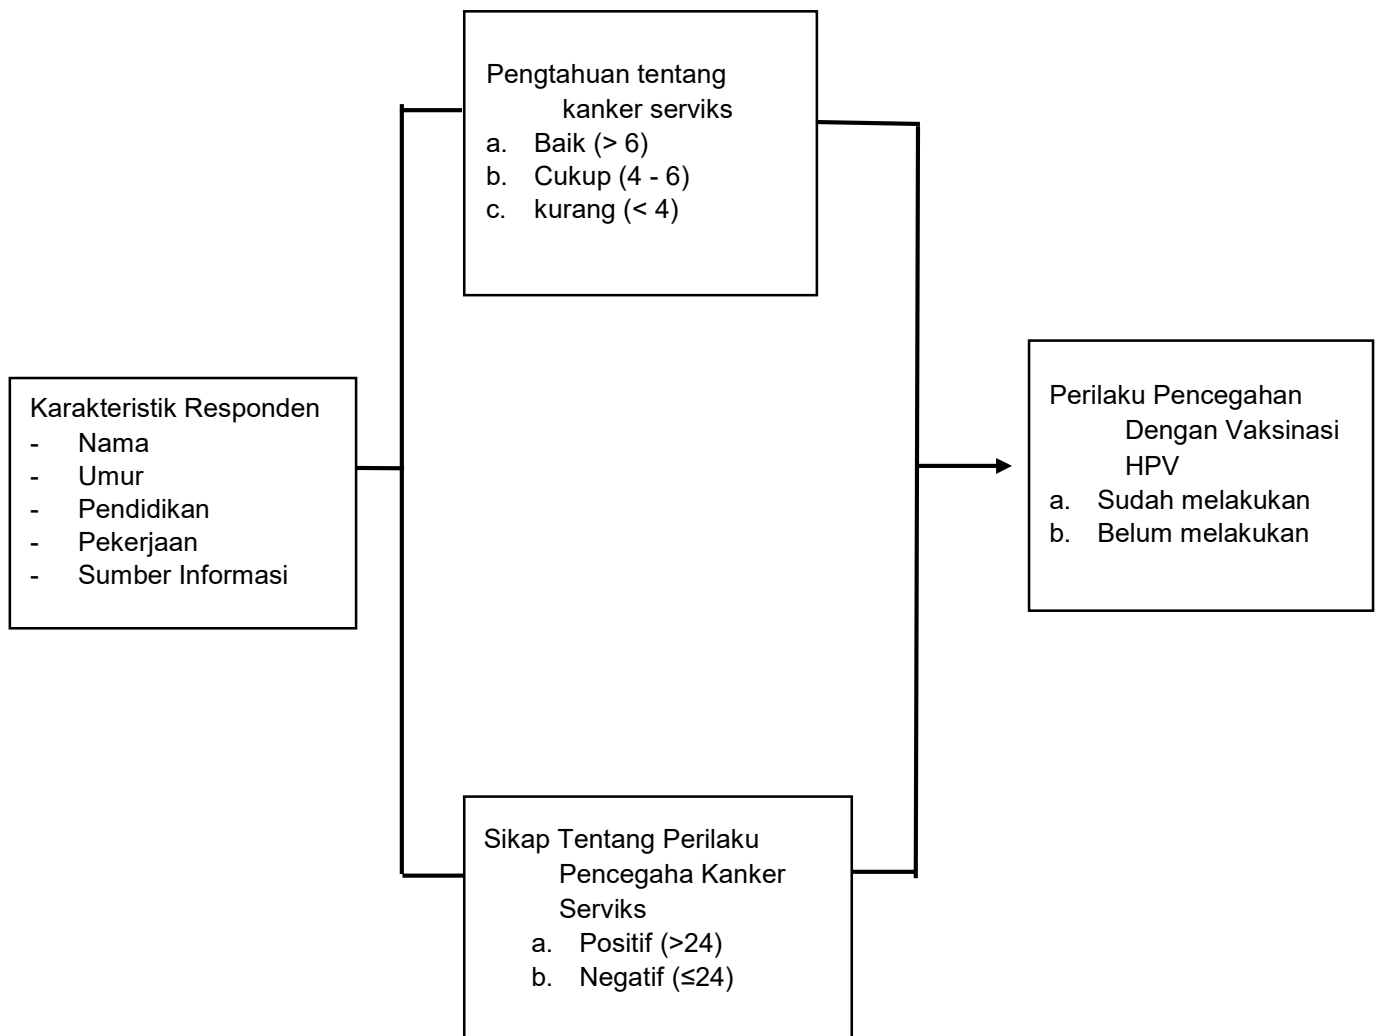 Pengtahuan tentang
kanker serviks
a. Baik (> 6)
b. Cukup (4 - 6)
c. kurang (< 4)
Karakteristik Responden
- Nama
- Umur
- Pendidikan
- Pekerjaan
- Sumber Informasi
Perilaku Pencegahan
Dengan Vaksinasi
HPV
a. Sudah melakukan
b. Belum melakukan
Sikap Tentang Perilaku
Pencegaha Kanker
Serviks
a. Positif (>24)
b. Negatif (≤24)